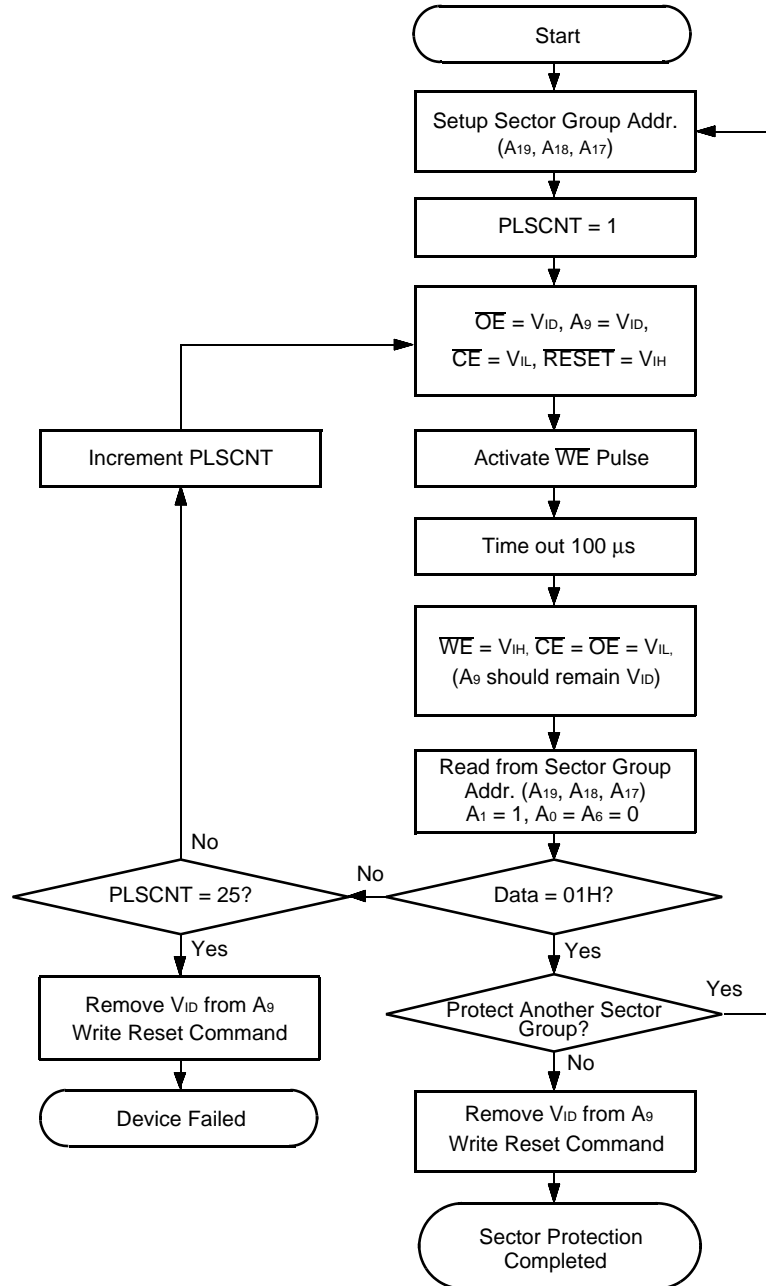 Start
Setup Sector Group Addr.
(A19, A18, A17)
PLSCNT = 1
OE = VID, A9 = VID,
CE = VIL, RESET = VIH
Increment PLSCNT
Activate WE Pulse
Time out 100 µs
WE = VIH, CE = OE = VIL,
(A9 should remain VID)
Read from Sector Group
Addr. (A19, A18, A17)
A1 = 1, A0 = A6 = 0
No
No
PLSCNT = 25?
Data = 01H?
Yes
Yes
Remove VID from A9
Write Reset Command
Protect Another Sector
Group?
Yes
No
Device Failed
Remove VID from A9
Write Reset Command
Sector Protection
Completed